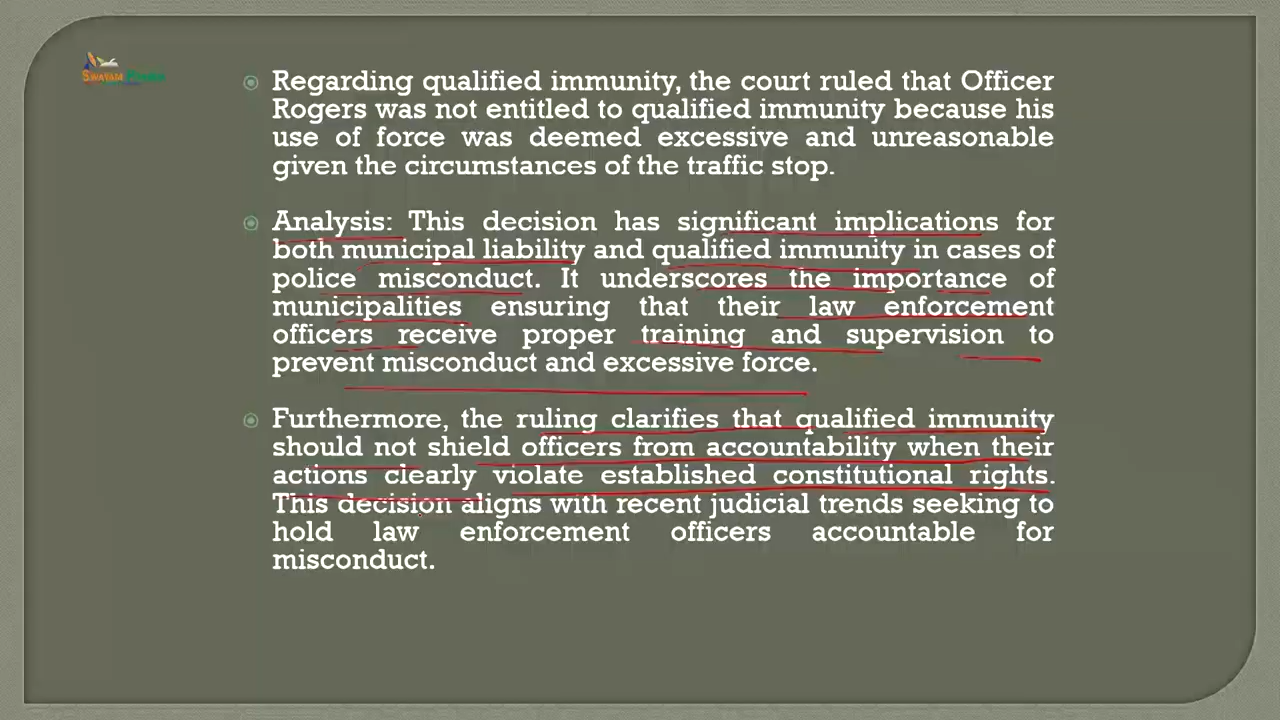 SWAYAM PRABHA
Regarding qualified immunity, the court ruled that Officer
Rogers was not entitled to qualified immunity because his
use of force was deemed excessive and unreasonable
given the circumstances of the traffic stop.
Analysis: This decision has significant implications for
both municipal liability and qualified immunity in cases of
police misconduct. It underscores the importance of
municipalities ensuring that their law enforcement
officers receive proper training and supervision to
prevent misconduct and excessive force.
Furthermore, the ruling clarifies that qualified immunity
should not shield officers from accountability when their
actions clearly violate established constitutional rights.
This decision aligns with recent judicial trends seeking to
hold law enforcement officers accountable for
misconduct.